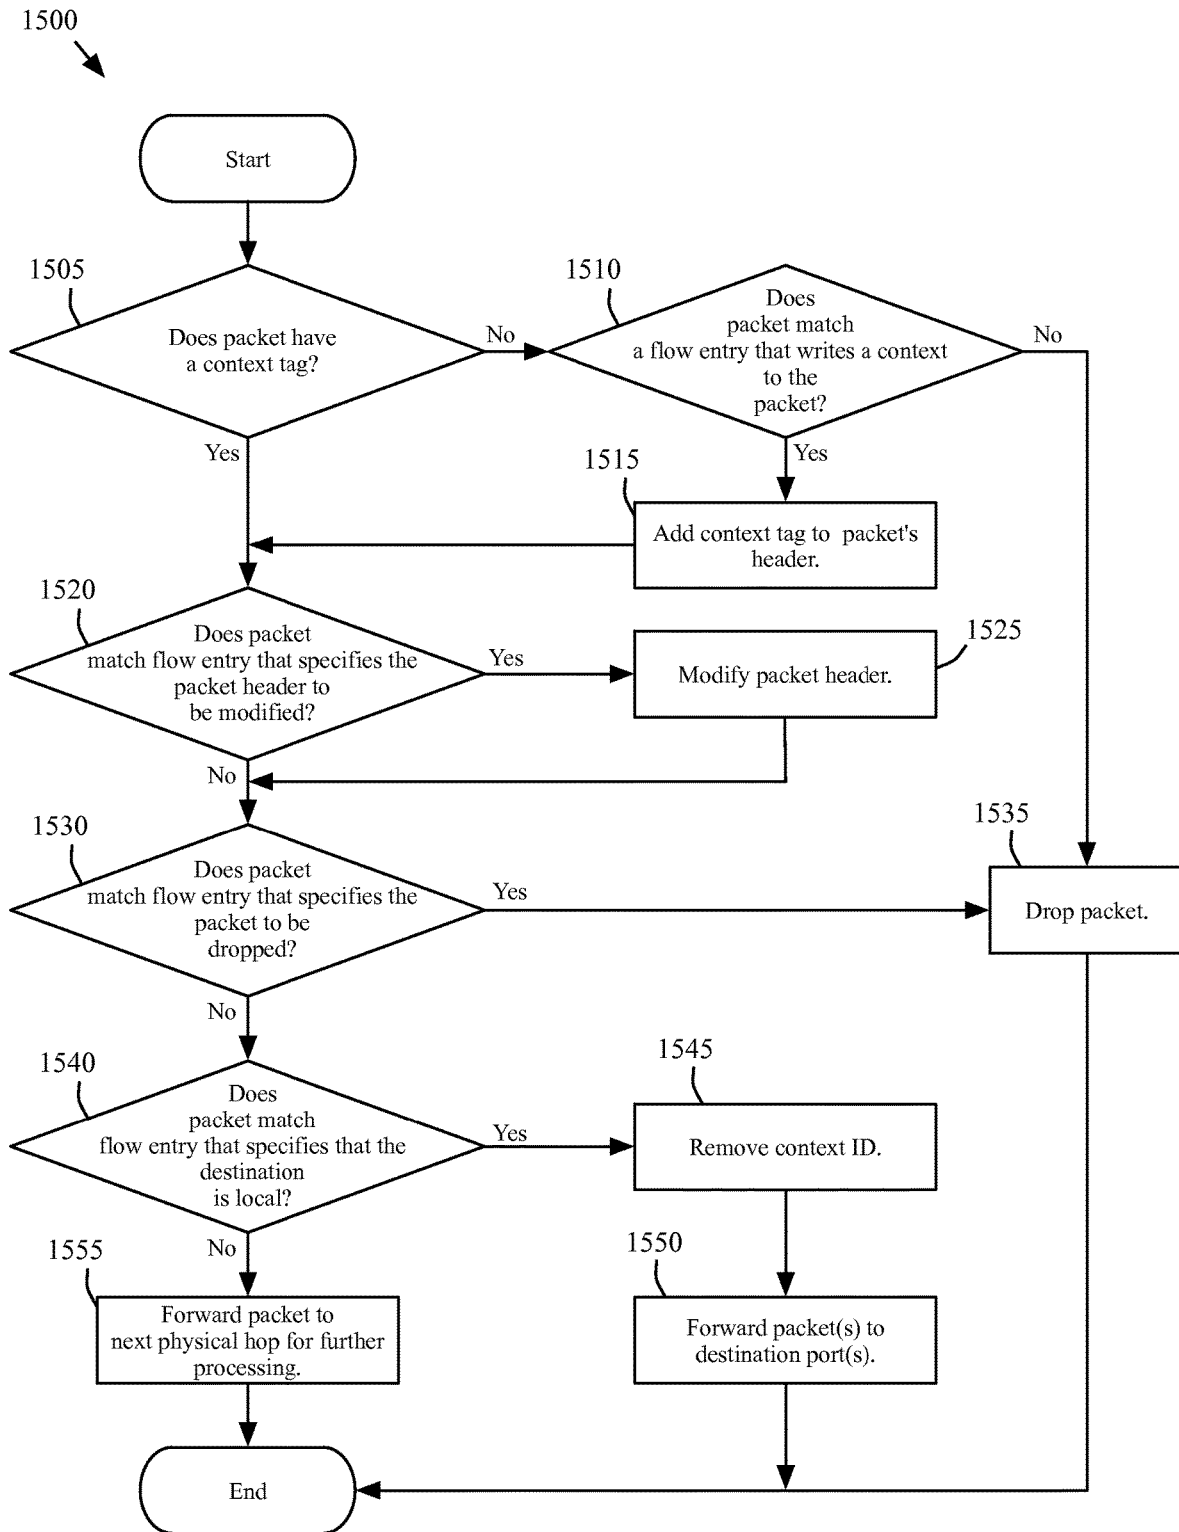 1500
Start
1505
Does packet have
a context tag?
No
1510
Does
packet match
a flow entry that writes a context
to the
packet?
No
Yes
Yes
1515
Add context tag to packet's
header.
1520
Does packet
match flow entry that specifies the
packet header to
be modified?
Yes
1525
Modify packet header.
No
1530
Does packet
match flow entry that specifies the
packet to be
dropped?
Yes
1535
Drop packet.
No
1540
Does
packet match
flow entry that specifies that the
destination
is local?
Yes
1545
Remove context ID.
No
1555
Forward packet to
next physical hop for further
processing.
1550
Forward packet(s) to
destination port(s).
End